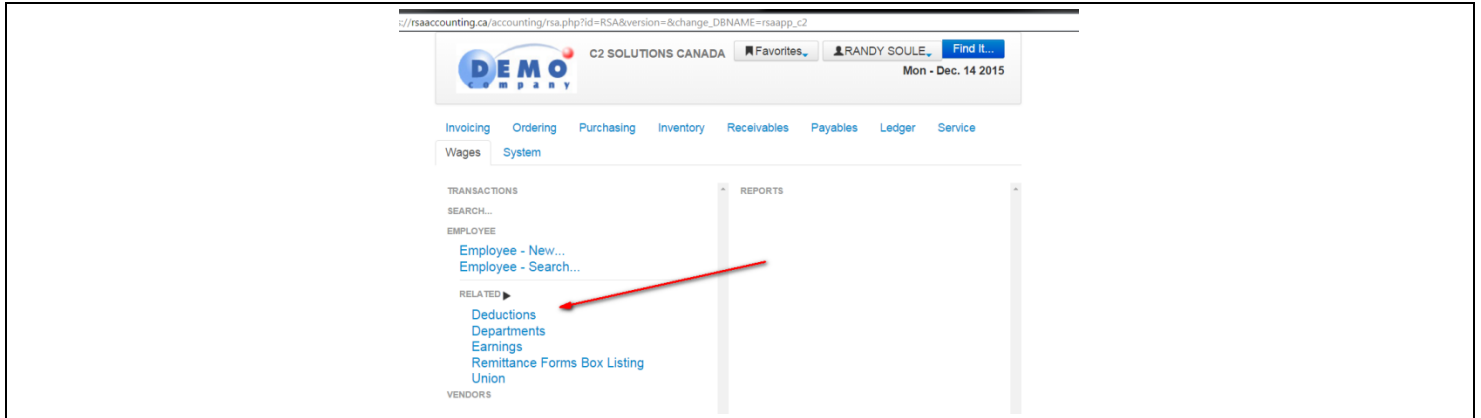 ://rsaaccounting.ca/accounting/rsa.php?id=RSA&version=&change_DBNAME=rsaapp_c2
DEMO
company
C2 SOLUTIONS CANADA
Favorites
RANDY SOULE
Find It...
Mon - Dec. 14 2015
Invoicing Ordering Purchasing Inventory Receivables Payables Ledger Service
Wages System
TRANSACTIONS
SEARCH...
EMPLOYEE
Employee - New...
Employee - Search...
RELATED
Deductions
Departments
Earnings
Remittance Forms Box Listing
Union
VENDORS
REPORTS